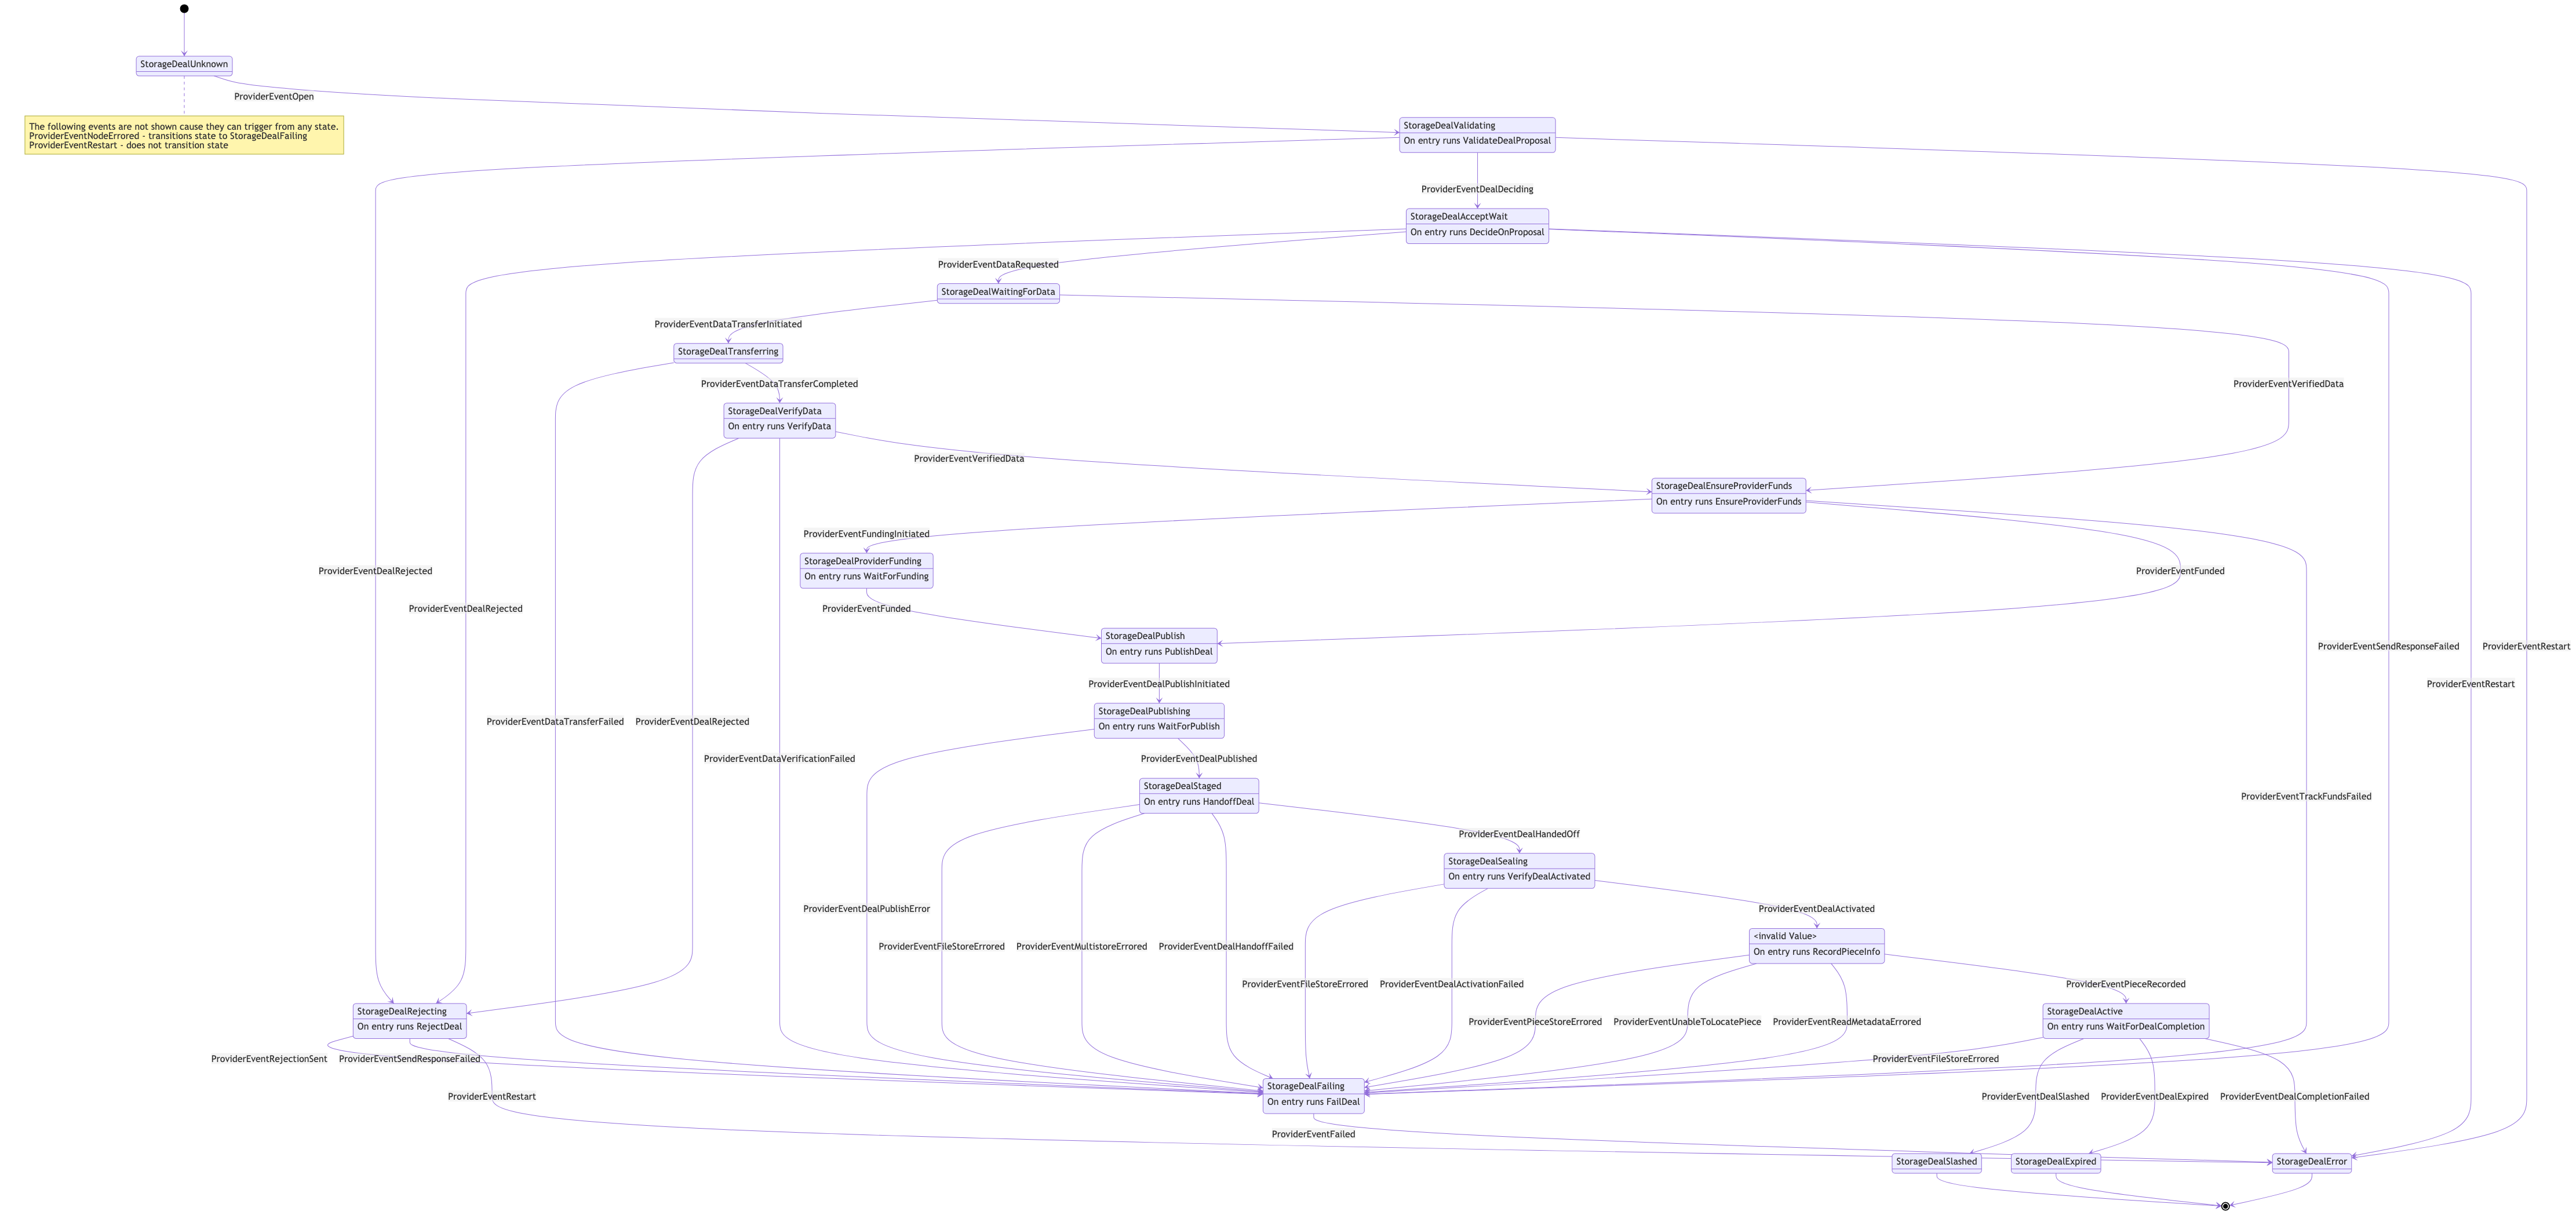 StorageDealUnknown
ProviderEventOpen
The following events are not shown cause they can trigger from any state.
ProviderEventNodeErrored - transitions state to StorageDealFailing
ProviderEventRestart - does not transition state
StorageDealValidating
On entry runs ValidateDealProposal
ProviderEventDealDeciding
StorageDealAcceptWait
On entry runs DecideOnProposal
ProviderEventDataRequested
StorageDealWaitingForData
ProviderEventDataTransferInitiated
StorageDealTransferring
ProviderEventDataTransferCompleted
ProviderEventVerifiedData
StorageDealVerifyData
On entry runs VerifyData
ProviderEventVerifiedData
StorageDealEnsureProviderFunds
On entry runs EnsureProviderFunds
ProviderEventFundingInitiated
StorageDealProviderFunding
On entry runs WaitForFunding
ProviderEventDealRejected
ProviderEventFunded
ProviderEventDealRejected
ProviderEventFunded
StorageDealPublish
On entry runs PublishDeal
ProviderEventSendResponseFailed
ProviderEventRestart
ProviderEventDealPublishInitiated
ProviderEventRestart
StorageDealPublishing
On entry runs WaitForPublish
ProviderEventDataTransferFailed
ProviderEventDealRejected
ProviderEventDataVerificationFailed
ProviderEventDealPublished
StorageDealStaged
On entry runs HandoffDeal
ProviderEventTrackFundsFailed
ProviderEventDealHandedOff
StorageDealSealing
On entry runs VerifyDealActivated
ProviderEventDealPublishError
ProviderEventDealActivated
ProviderEventFileStoreErrored
ProviderEventMultistoreErrored
ProviderEventDealHandoffFailed
<invalid Value>
On entry runs RecordPieceInfo
ProviderEventFileStoreErrored
ProviderEventDealActivationFailed
ProviderEventPieceRecorded
StorageDealRejecting
On entry runs RejectDeal
ProviderEventPieceStoreErrored
ProviderEventUnableToLocatePiece
ProviderEventReadMetadataErrored
StorageDealActive
On entry runs WaitForDealCompletion
ProviderEventRejectionSent
ProviderEventSendResponseFailed
ProviderEventFileStoreErrored
StorageDealFailing
On entry runs FailDeal
ProviderEventRestart
ProviderEventDealSlashed
ProviderEventDealExpired
ProviderEventDealCompletionFailed
ProviderEventFailed
StorageDealSlashed
StorageDealExpired
StorageDealError